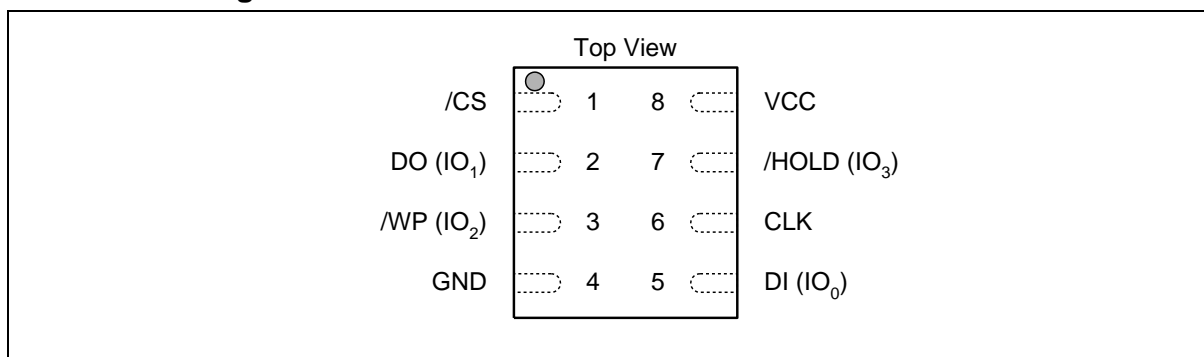 Top View
/CS 1 8 VCC
DO (IO1) 2 7 /HOLD (IO3)
/WP (IO2) 3 6 CLK
GND 4 5 DI (IO0)